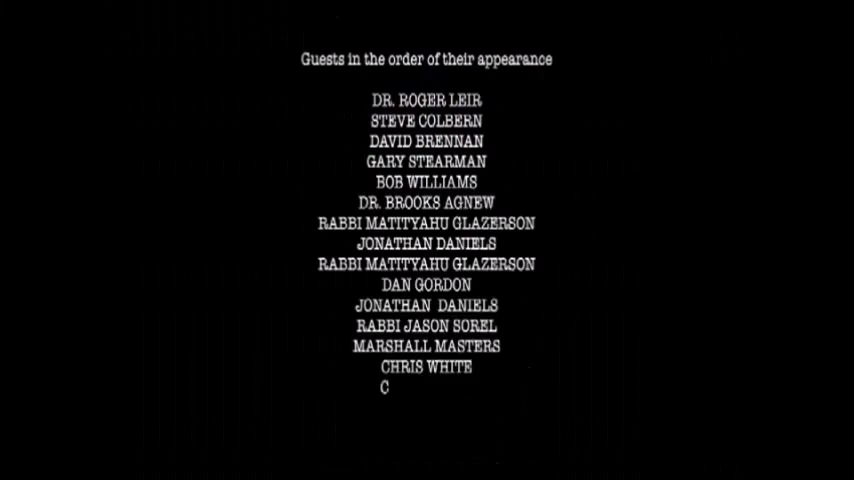 Guests in the order of their appearance
DR. ROGER LEIR
STEVE COLBERN
DAVID BRENNAN
GARY STEARMAN
BOB WILLIAMS
DR. BROOKS AGNEW
RABBI MATITYAHU GLAZERSON
JONATHAN DANIELS
RABBI MATITYAHU GLAZERSON
DAN GORDON
JONATHAN DANIELS
RABBI JASON SOREL
MARSHALL MASTERS
CHRIS WHITE
C